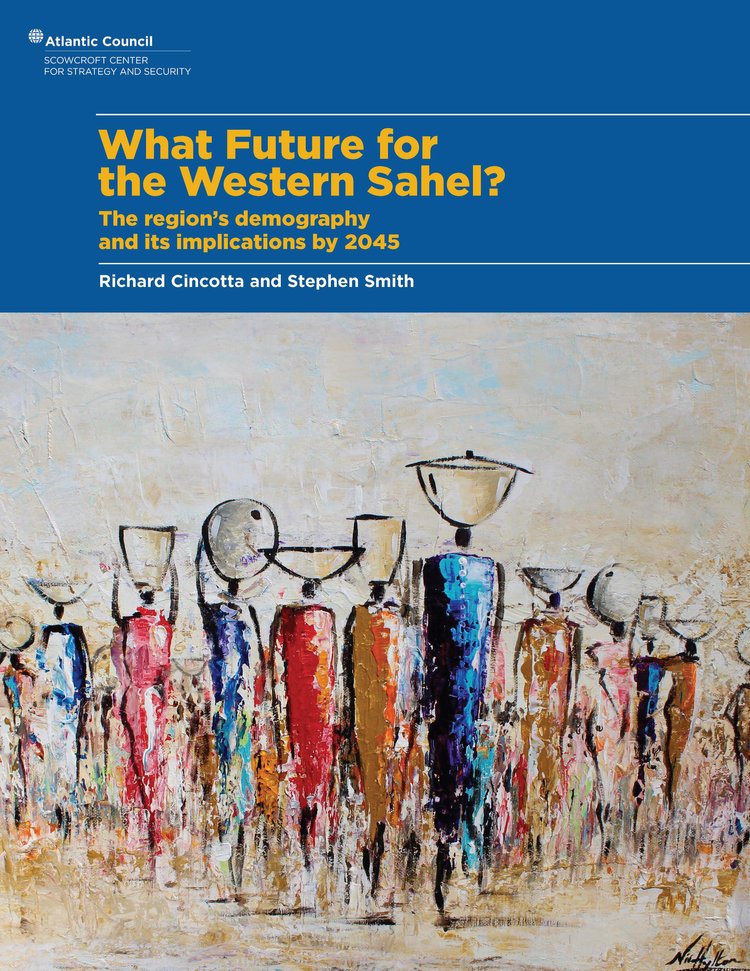 Atlantic Council
SCOWCROFT CENTER
FOR STRATEGY AND SECURITY
What Future for
the Western Sahel?
The region's demography
and its implications by 2045
Richard Cincotta and Stephen Smith